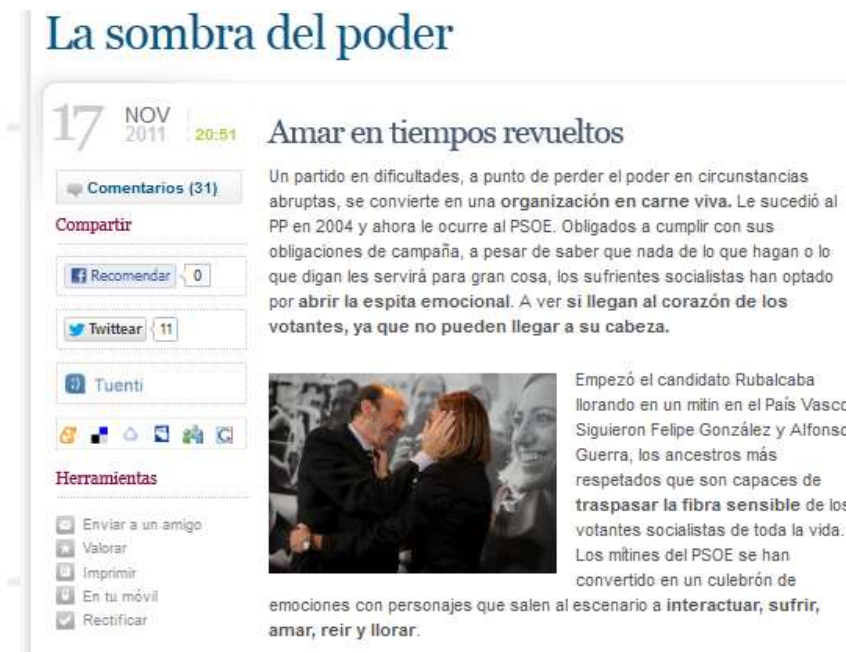 La sombra del poder
17 NOV 2011 20:51
Comentarios (31)
Compartir
Recomendar 0
Twittear 11
Tuenti
Herramientas
Enviar a un amigo
Valorar
Imprimir
En tu móvil
Rectificar
Amar en tiempos revueltos
Un partido en dificultades, a punto de perder el poder en circunstancias
abruptas, se convierte en una organización en carne viva. Le sucedió al
PP en 2004 y ahora le ocurre al PSOE. Obligados a cumplir con sus
obligaciones de campaña, a pesar de saber que nada de lo que hagan o lo
que digan les servirá para gran cosa, los sufrientes socialistas han optado
por abrir la espita emocional. A ver si llegan al corazón de los
votantes, ya que no pueden llegar a su cabeza.
Empezó el candidato Rubalcaba
llorando en un mitin en el País Vasco
Siguieron Felipe González y Alfonso
Guerra, los ancestros más
respetados que son capaces de
traspasar la fibra sensible de los
votantes socialistas de toda la vida.
Los mítines del PSOE se han
convertido en un culebrón de
emociones con personajes que salen al escenario a interactuar, sufrir,
amar, reir y llorar.